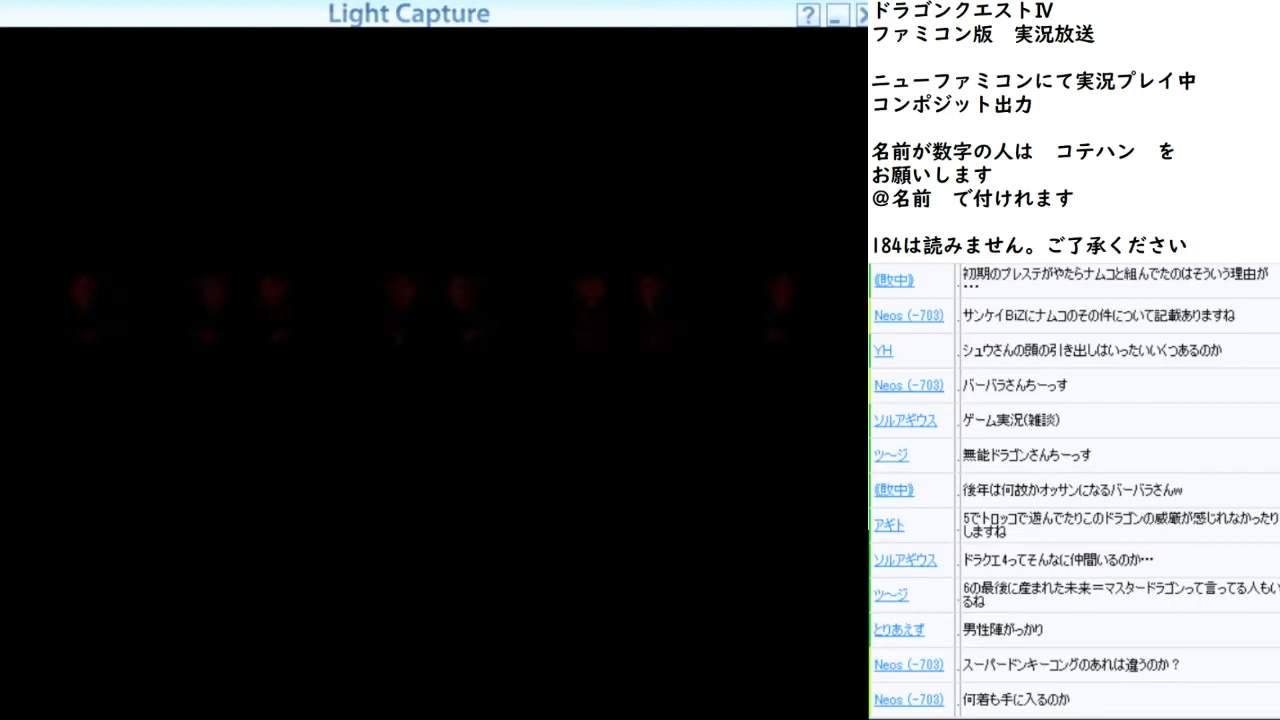 Light Capture
ドラゴンクエストⅣ
ファミコン版　実況放送
ニューファミコンにて実況プレイ中
コンポジット出力
名前が数字の人は　コテハン　を
お願いします
@名前　で付けれます
184は読みません。ご了承ください
《敗中》 初期のプレステがやたらナムコと組んでたのはそういう理由が
…
Neos (-703) サンケイBiZにナムコのその件について記載ありますね
YH シュウさんの頭の引き出しはいったいいくつあるのか
Neos (-703) バーバラさんちーっす
ソルアギウス ゲーム実況(雑談)
ツ～ジ 無能ドラゴンさんちーっす
《敗中》 後年は何故かオッサンになるバーバラさんw
アギト 5でトロッコで遊んでたりこのドラゴンの威厳が感じれなかったり
しますね
ソルアギウス ドラクエ4ってそんなに仲間いるのか…
ツ～ジ 6の最後に産まれた未来＝マスタードラゴンって言ってる人もい
るね
とりあえず 男性陣がっかり
Neos (-703) スーパードンキーコングのあれは違うのか？
Neos (-703) 何着も手に入るのか